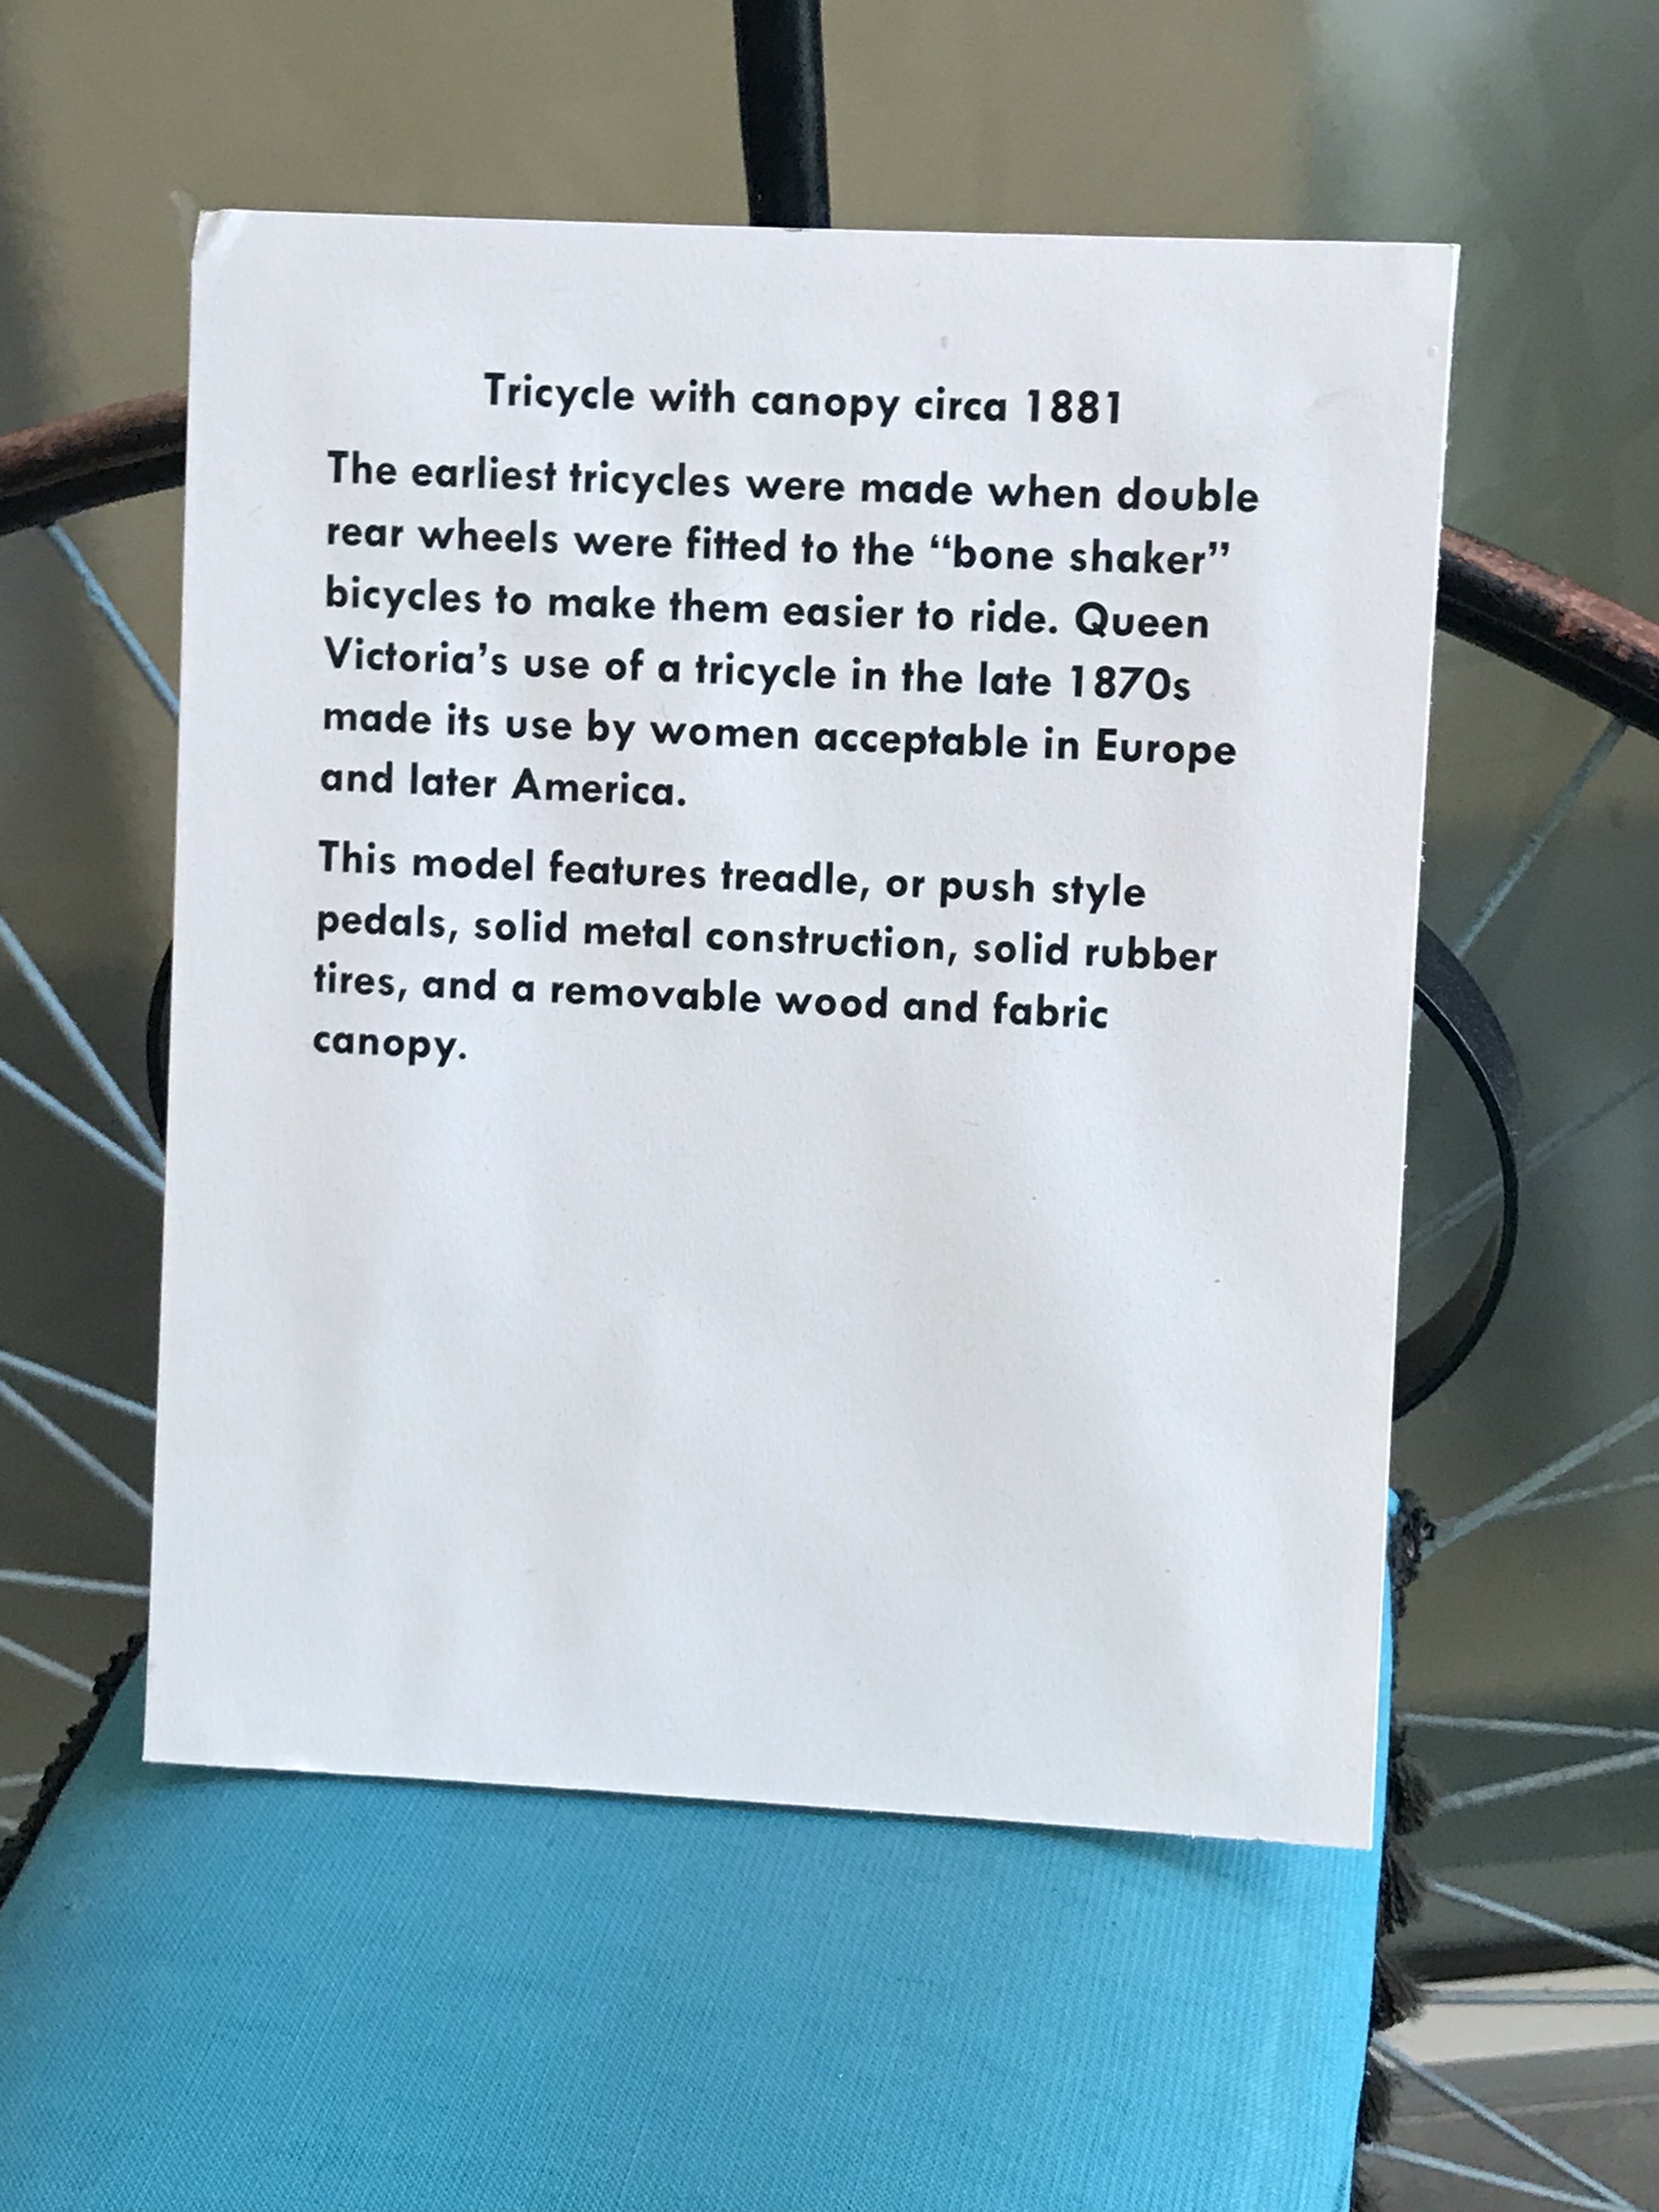 Tricycle with canopy circa 1881
The earliest tricycles were made when double
rear wheels were fitted to the “bone shaker”
bicycles to make them easier to ride. Queen
Victoria’s use of a tricycle in the late 1870s
made its use by women acceptable in Europe
and later America.
This model features treadle, or push style
pedals, solid metal construction, solid rubber
tires, and a removable wood and fabric
canopy.